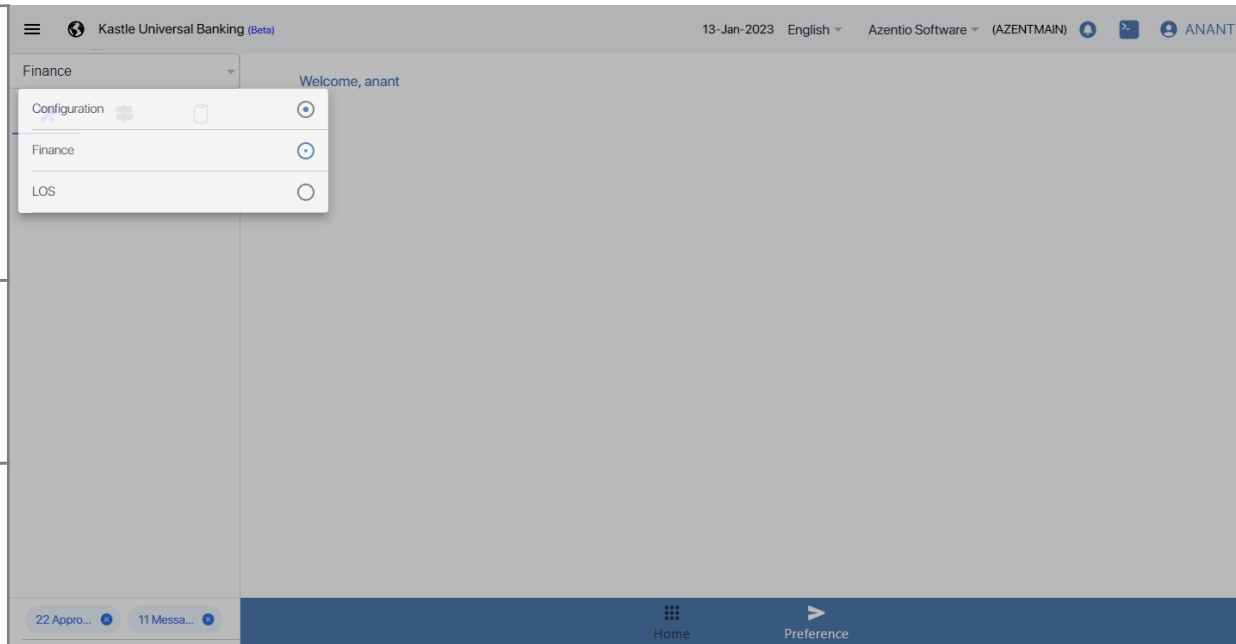 Kastle Universal Banking (Beta) 13-Jan-2023 English Azentio Software (AZENTMAIN) ANANT
Finance
Welcome, anant
Configuration
Finance
LOS
22 Appro... 11 Messa...
Home Preference